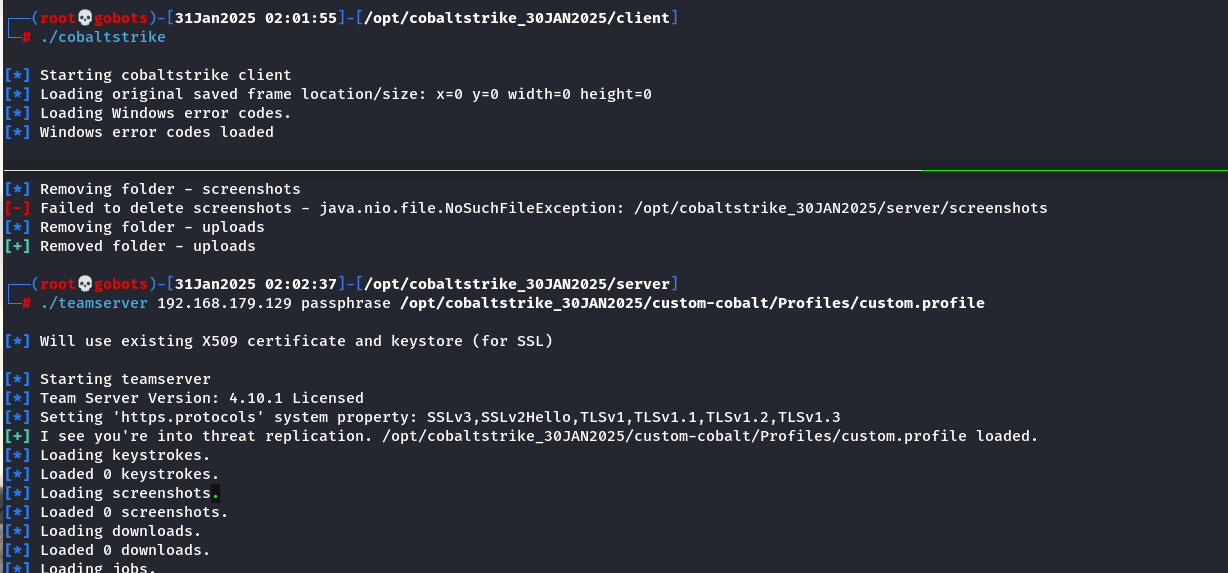 ┌──(root💀gobots)-[31Jan2025 02:01:55]-[/opt/cobaltstrike_30JAN2025/client]
└─# ./cobaltstrike
[*] Starting cobaltstrike client
[*] Loading original saved frame location/size: x=0 y=0 width=0 height=0
[*] Loading Windows error codes.
[*] Windows error codes loaded
[*] Removing folder - screenshots
[-] Failed to delete screenshots - java.nio.file.NoSuchFileException: /opt/cobaltstrike_30JAN2025/server/screenshots
[*] Removing folder - uploads
[+] Removed folder - uploads
┌──(root💀gobots)-[31Jan2025 02:02:37]-[/opt/cobaltstrike_30JAN2025/server]
└─# ./teamserver 192.168.179.129 passphrase /opt/cobaltstrike_30JAN2025/custom-cobalt/Profiles/custom.profile
[*] Will use existing X509 certificate and keystore (for SSL)
[*] Starting teamserver
[*] Team Server Version: 4.10.1 Licensed
[*] Setting 'https.protocols' system property: SSLv3,SSLv2Hello,TLSv1,TLSv1.1,TLSv1.2,TLSv1.3
[+] I see you're into threat replication. /opt/cobaltstrike_30JAN2025/custom-cobalt/Profiles/custom.profile loaded.
[*] Loading keystrokes.
[*] Loaded 0 keystrokes.
[*] Loading screenshots.
[*] Loaded 0 screenshots.
[*] Loading downloads.
[*] Loaded 0 downloads.
[*] Loading jobs.